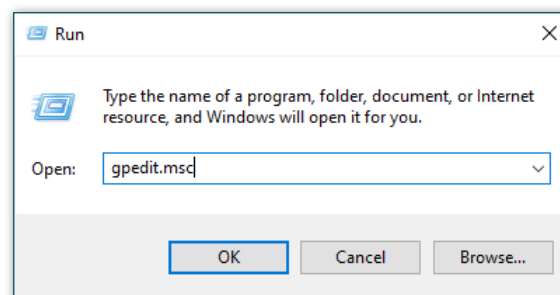 Run
Type the name of a program, folder, document, or Internet
resource, and Windows will open it for you.
Open: gpedit.msc
OK Cancel Browse...